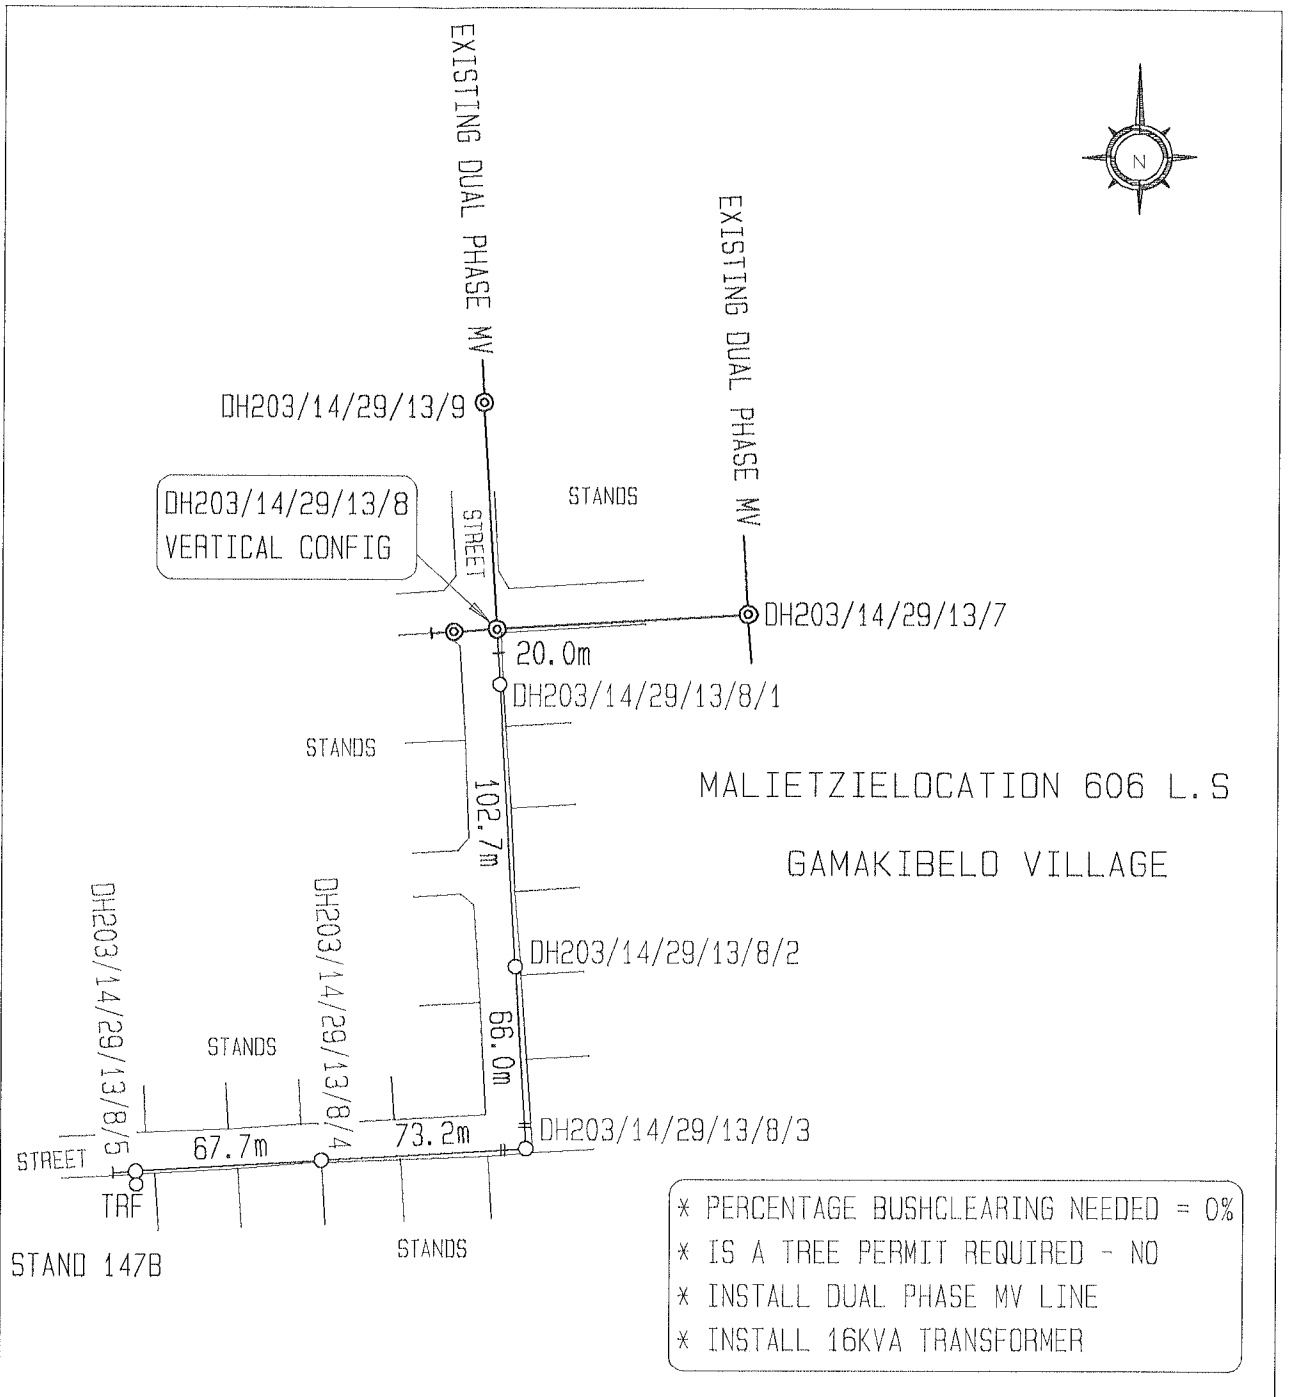 EXISTING DUAL PHASE MV
N
EXISTING DUAL PHASE MV
DH203/14/29/13/9
DH203/14/29/13/8
VERTICAL CONFIG
STREET
STANDS
DH203/14/29/13/7
20.0m
DH203/14/29/13/8/1
STANDS
102.7m
MALIETZIELOCATION 606 L.S
GAMAKIBELO VILLAGE
DH203/14/29/13/8/5
DH203/14/29/13/8/4
DH203/14/29/13/8/2
66.0m
STANDS
STREET
67.7m
73.2m
DH203/14/29/13/8/3
TRF
STAND 147B
STANDS
* PERCENTAGE BUSHCLEARING NEEDED = 0%
* IS A TREE PERMIT REQUIRED - NO
* INSTALL DUAL PHASE MV LINE
* INSTALL 16KVA TRANSFORMER